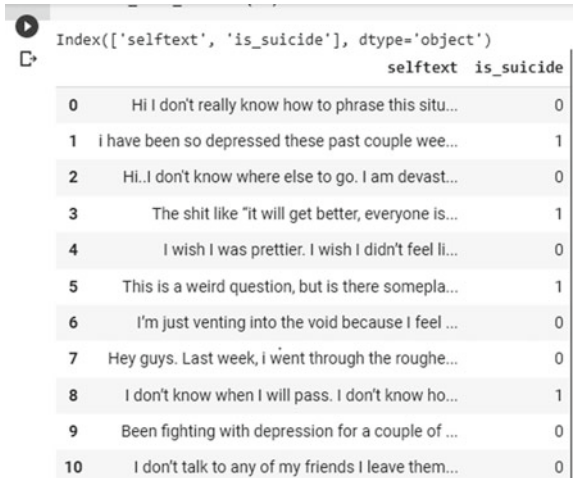 Index(['selftext', 'is_suicide'], dtype='object')
selftext is_suicide
0 Hi I don't really know how to phrase this situ... 0
1 i have been so depressed these past couple wee... 1
2 Hi..I don't know where else to go. I am devast... 0
3 The shit like “it will get better, everyone is... 1
4 I wish I was prettier. I wish I didn’t feel li... 0
5 This is a weird question, but is there somepla... 1
6 I’m just venting into the void because I feel ... 0
7 Hey guys. Last week, i went through the roughe... 0
8 I don’t know when I will pass. I don’t know ho... 1
9 Been fighting with depression for a couple of ... 0
10 I don’t talk to any of my friends I leave them... 0